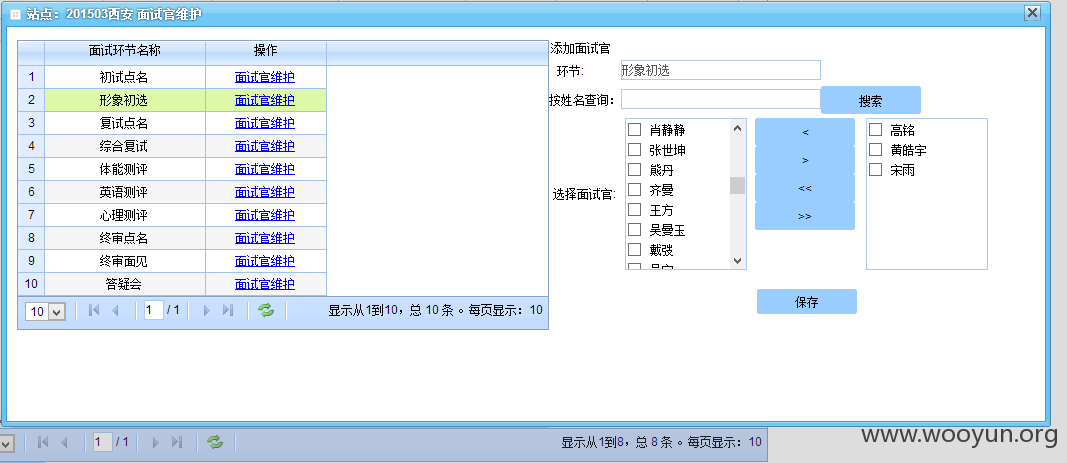 站点：201503西安 面试官维护
面试环节名称 操作
1 初试点名 面试官维护
2 形象初选 面试官维护
3 复试点名 面试官维护
4 综合复试 面试官维护
5 体能测评 面试官维护
6 英语测评 面试官维护
7 心理测评 面试官维护
8 终审点名 面试官维护
9 终审面见 面试官维护
10 答疑会 面试官维护
10 1 / 1 显示从1到10，总 10 条 。每页显示：10
添加面试官
环节: 形象初选
按姓名查询： 搜索
选择面试官:
肖静静
张世坤
熊丹
齐曼
王方
吴曼玉
戴弢
<
>
<<
>>
高铭
黄皓宇
宋雨
保存
1 / 1 显示从1到8，总 8 条 。每页显示：10
www.wooyun.org